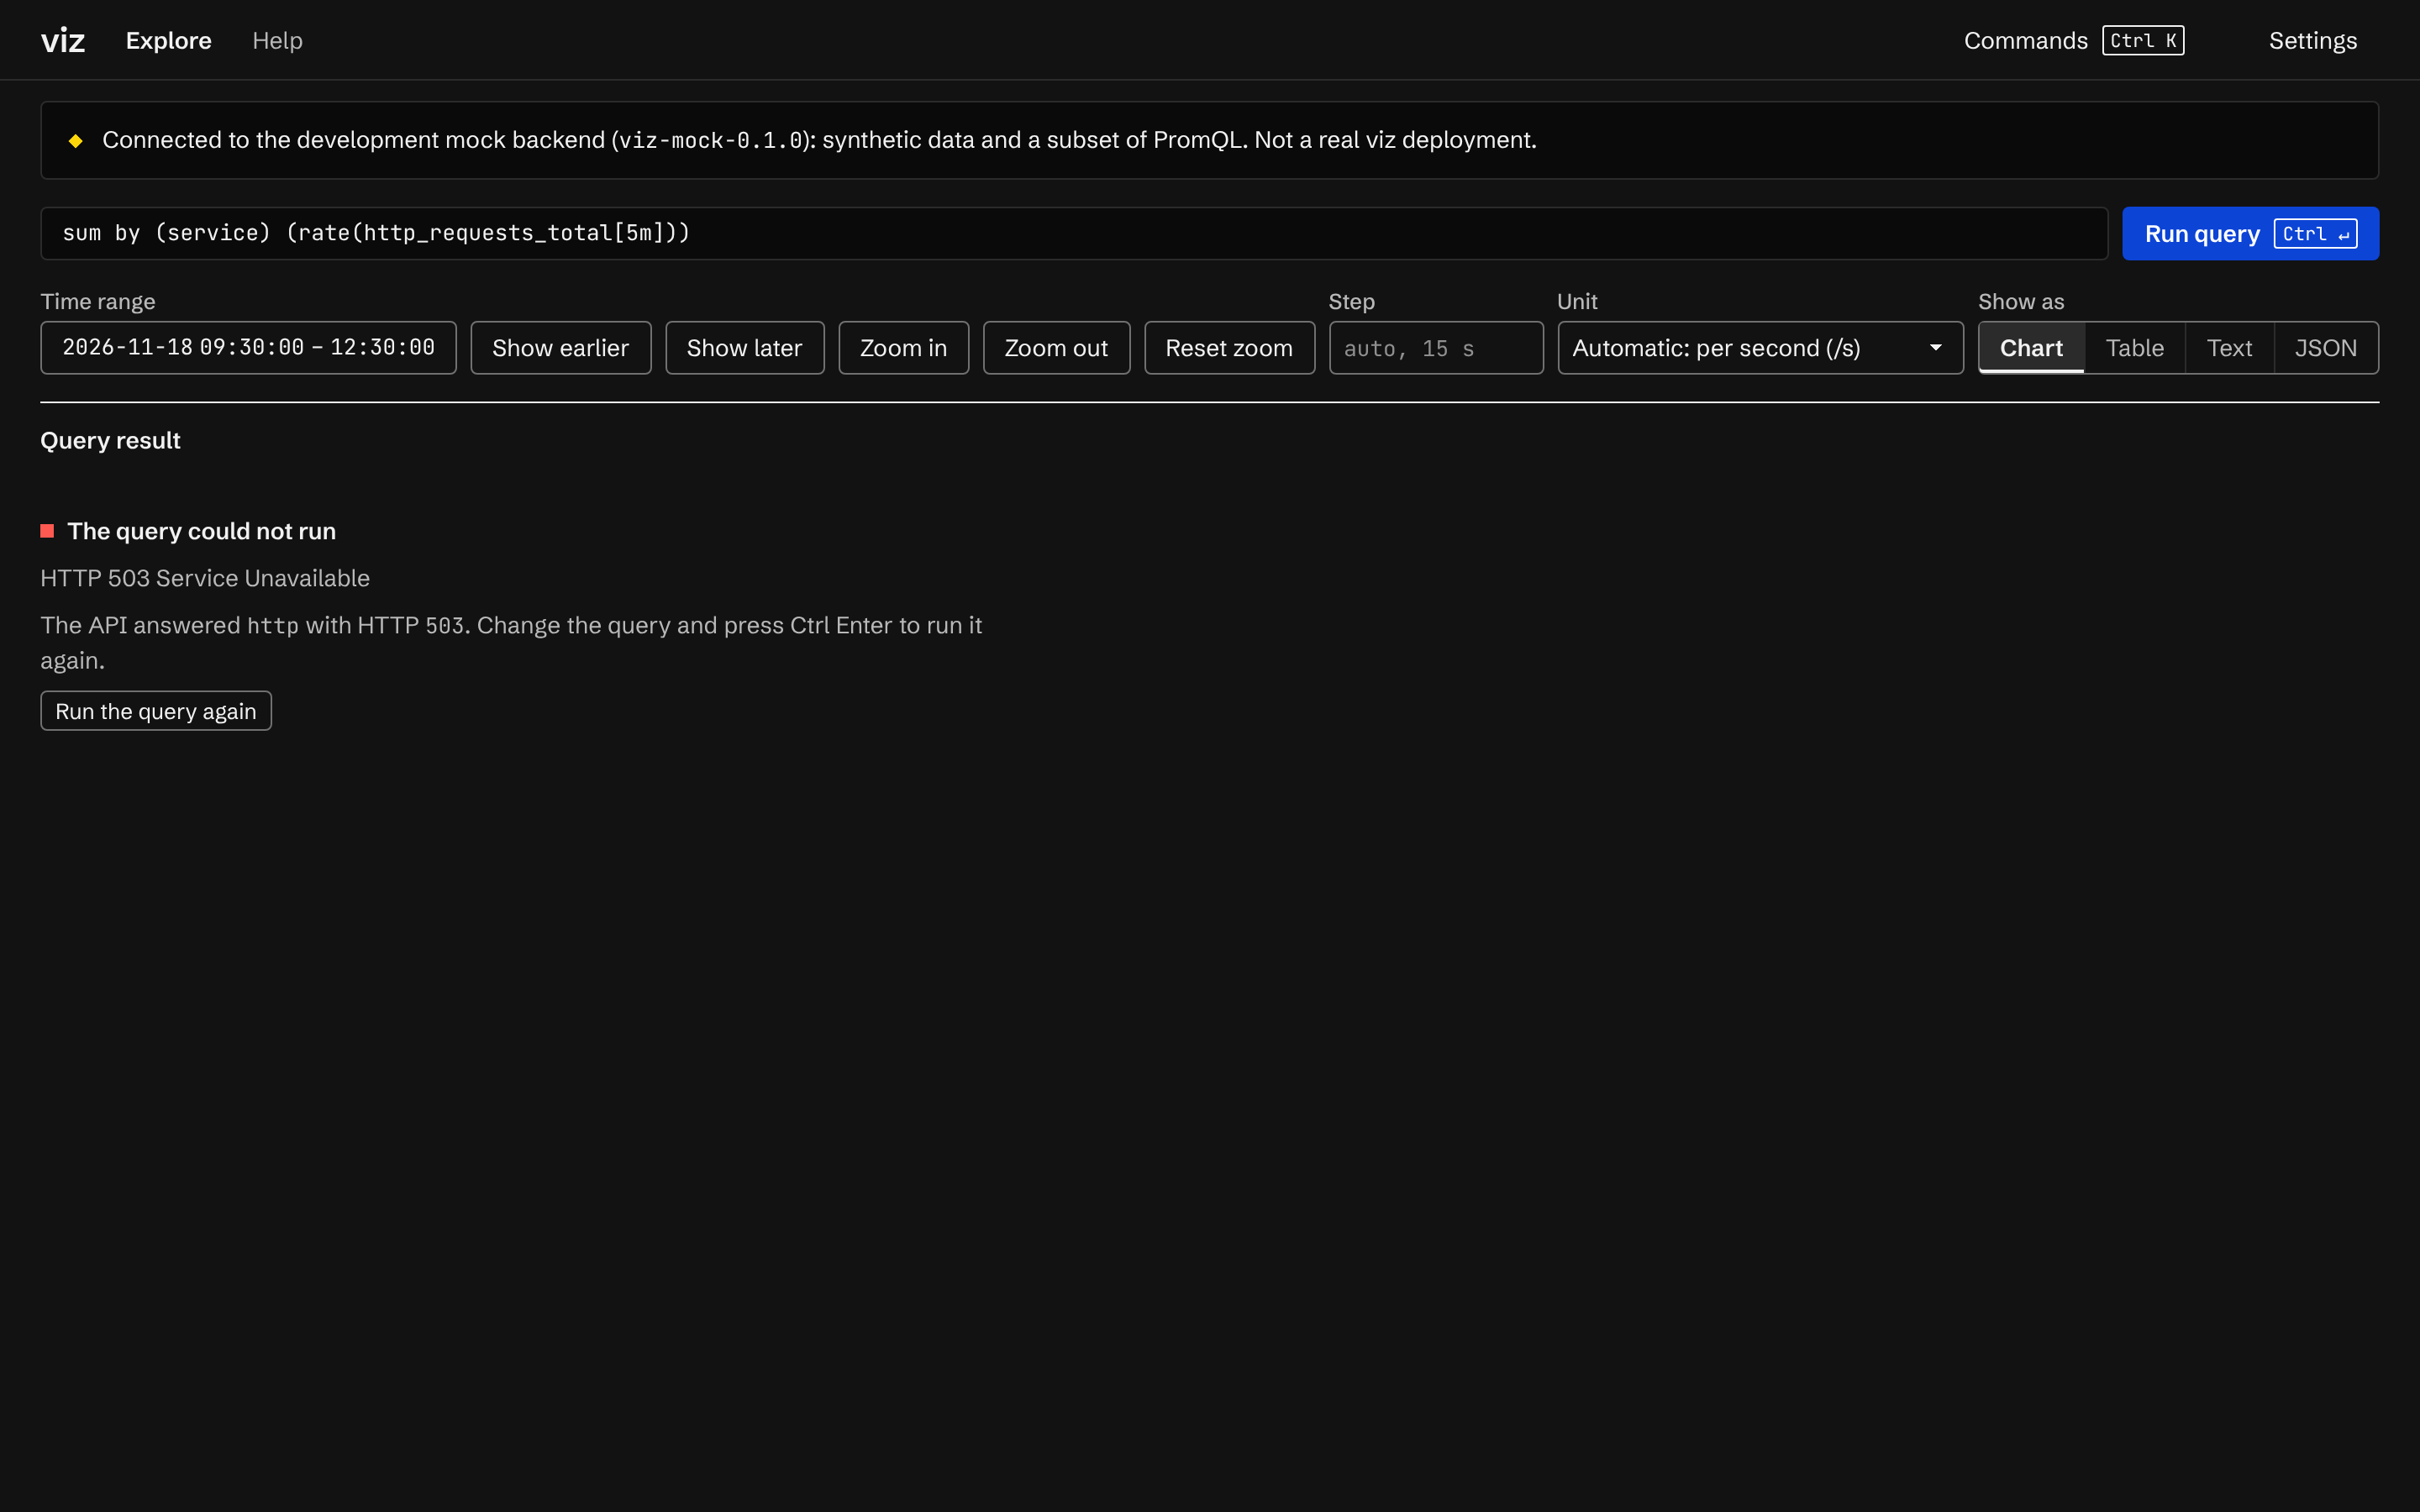 viz Explore Help Commands Ctrl K Settings
Connected to the development mock backend (viz-mock-0.1.0): synthetic data and a subset of PromQL. Not a real viz deployment.
sum by (service) (rate(http_requests_total[5m])) Run query Ctrl ↵
Time range Step Unit Show as
2026-11-18 09:30:00 – 12:30:00 Show earlier Show later Zoom in Zoom out Reset zoom auto, 15 s Automatic: per second (/s) Chart Table Text JSON
Query result
The query could not run
HTTP 503 Service Unavailable
The API answered http with HTTP 503. Change the query and press Ctrl Enter to run it
again.
Run the query again